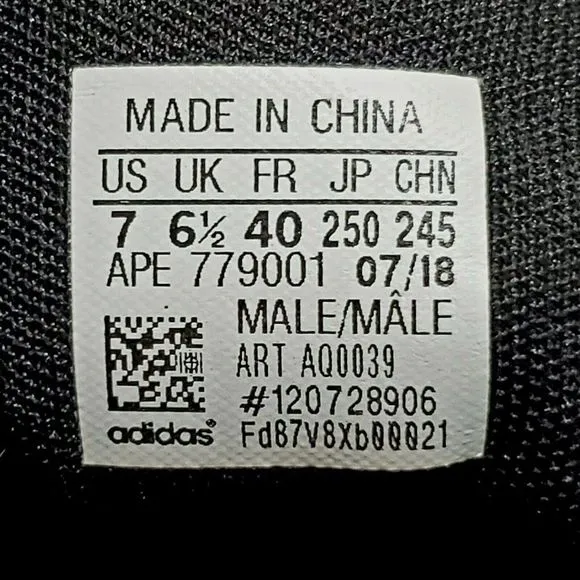 MADE IN CHINA
US UK FR JP CHN
7 6½ 40 250 245
APE 779001 07/18
MALE/MÂLE
ART AQ0039
#120728906
adidas® Fd87V8Xb00021